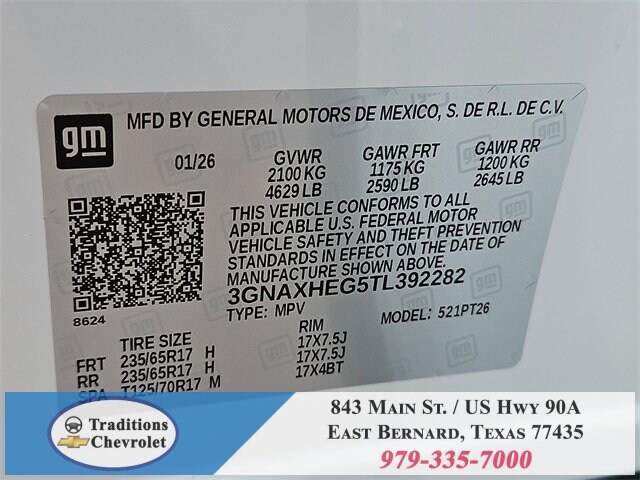 gm
MFD BY GENERAL MOTORS DE MEXICO, S. DE R.L. DE C.V.
01/26 GVWR GAWR FRT GAWR RR
2100 KG 1175 KG 1200 KG
4629 LB 2590 LB 2645 LB
THIS VEHICLE CONFORMS TO ALL
APPLICABLE U.S. FEDERAL MOTOR
VEHICLE SAFETY AND THEFT PREVENTION
STANDARDS IN EFFECT ON THE DATE OF
MANUFACTURE SHOWN ABOVE.
3GNAXHEG5TL392282
8624
TYPE: MPV MODEL: 521PT26
TIRE SIZE RIM
FRT 235/65R17 H 17X7.5J
RR 235/65R17 H 17X7.5J
SPA T125/70R17 M 17X4BT
Traditions
Chevrolet
843 Main St. / US Hwy 90A
East Bernard, Texas 77435
979-335-7000